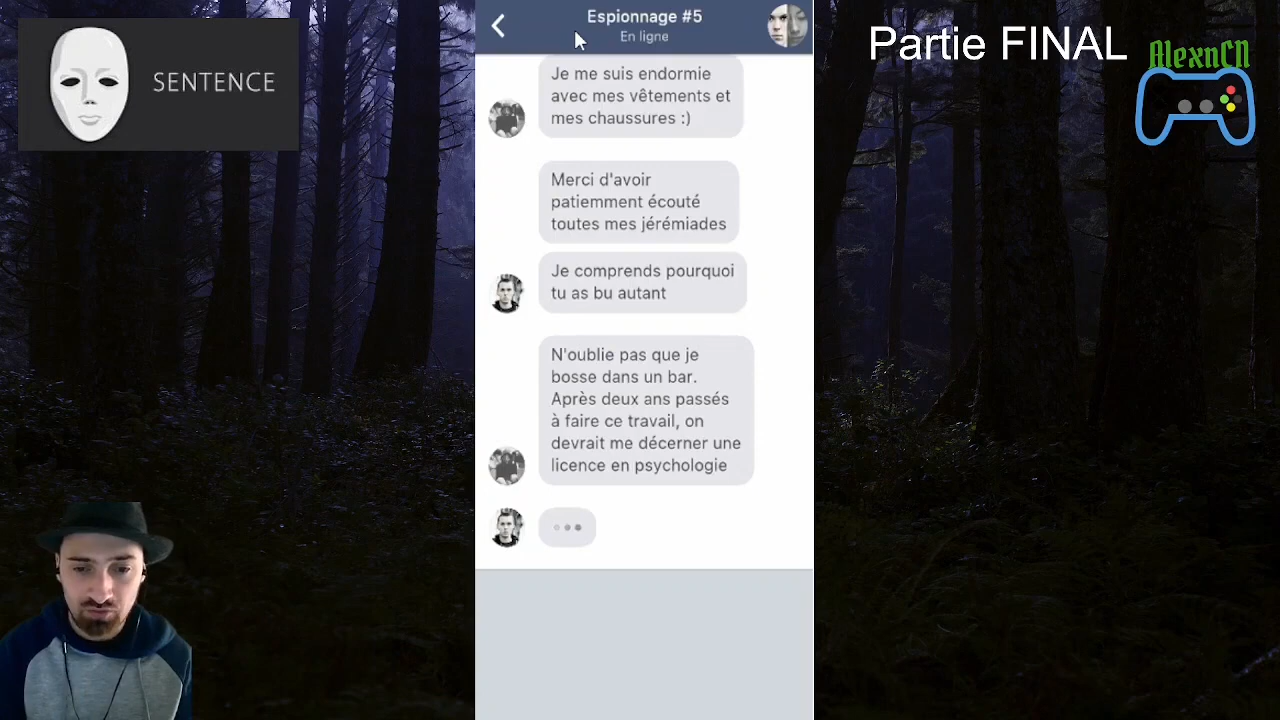 SENTENCE
Espionnage #5
En ligne
Je me suis endormie
avec mes vêtements et
mes chaussures :)
Merci d'avoir
patiemment écouté
toutes mes jérémiades
Je comprends pourquoi
tu as bu autant
N'oublie pas que je
bosse dans un bar.
Après deux ans passés
à faire ce travail, on
devrait me décerner une
licence en psychologie
Partie FINAL
AlexnCN